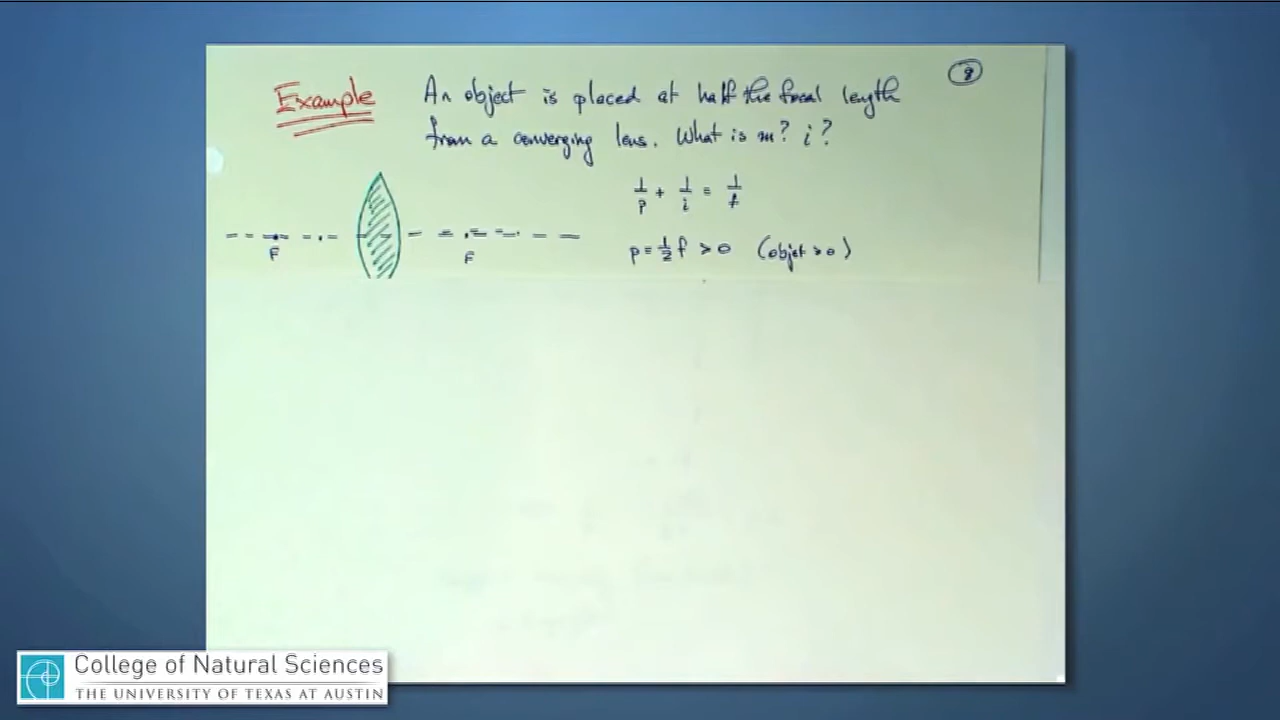 8
Example An object is placed at half the focal length
from a converging lens. What is m? i?
1/p + 1/i = 1/f
F F
p = 1/2 f > 0 (object > 0)
College of Natural Sciences
THE UNIVERSITY OF TEXAS AT AUSTIN